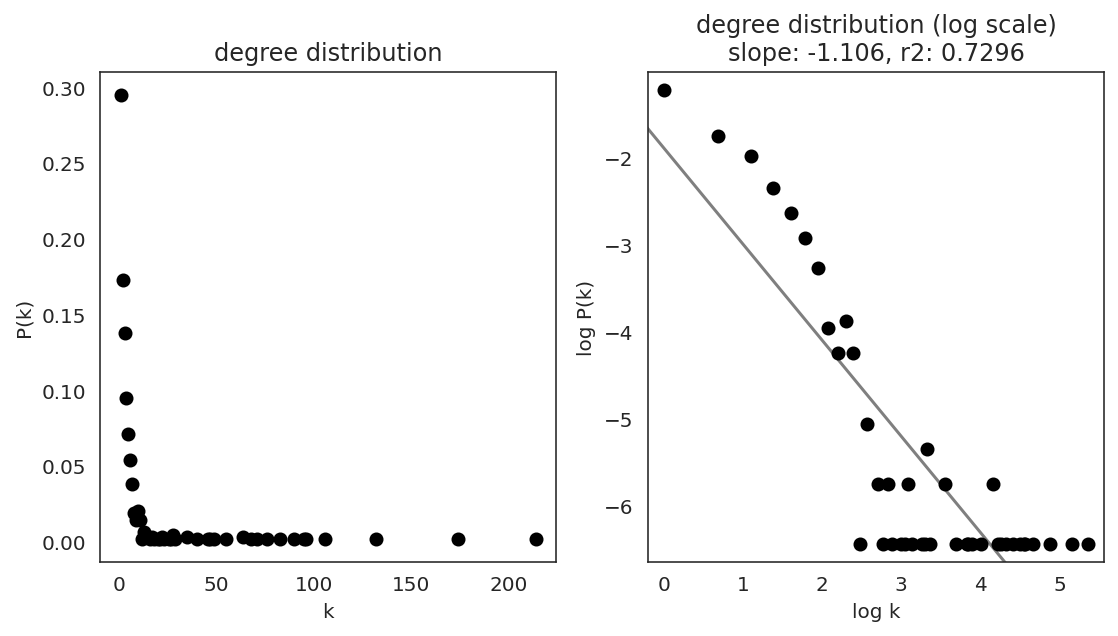 degree distribution
0.30
0.25
0.20
0.15
0.10
0.05
0.00
P(k)
0 50 100 150 200
k
degree distribution (log scale)
slope: -1.106, r2: 0.7296
−2
−3
−4
−5
−6
log P(k)
0 1 2 3 4 5
log k